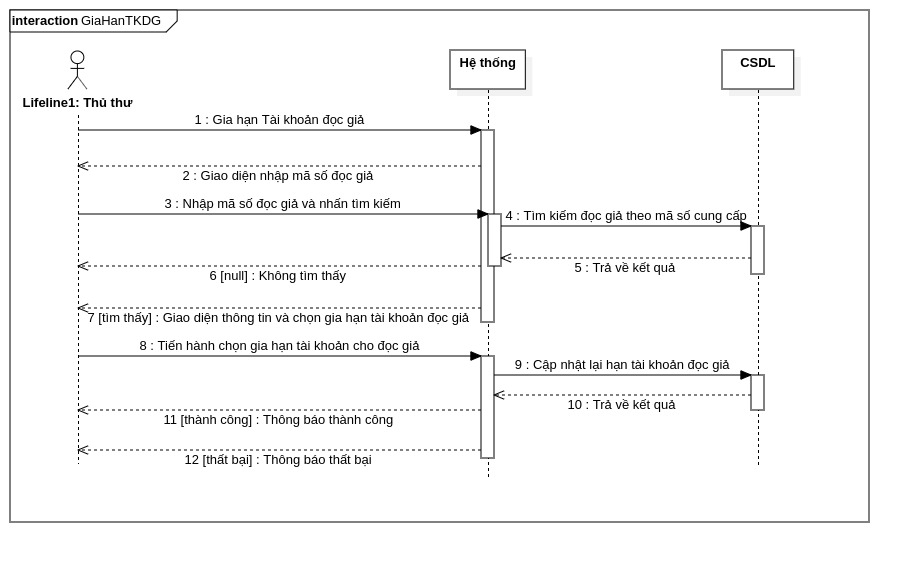 interaction GiaHanTKDG
Hệ thống
CSDL
Lifeline1: Thủ thư
1 : Gia hạn Tài khoản đọc giả
2 : Giao diện nhập mã số đọc giả
3 : Nhập mã số đọc giả và nhấn tìm kiếm
4 : Tìm kiếm đọc giả theo mã số cung cấp
5 : Trả về kết quả
6 [null] : Không tìm thấy
7 [tìm thấy] : Giao diện thông tin và chọn gia hạn tài khoản đọc giả
8 : Tiến hành chọn gia hạn tài khoản cho đọc giả
9 : Cập nhật lại hạn tài khoản đọc giả
10 : Trả về kết quả
11 [thành công] : Thông báo thành công
12 [thất bại] : Thông báo thất bại